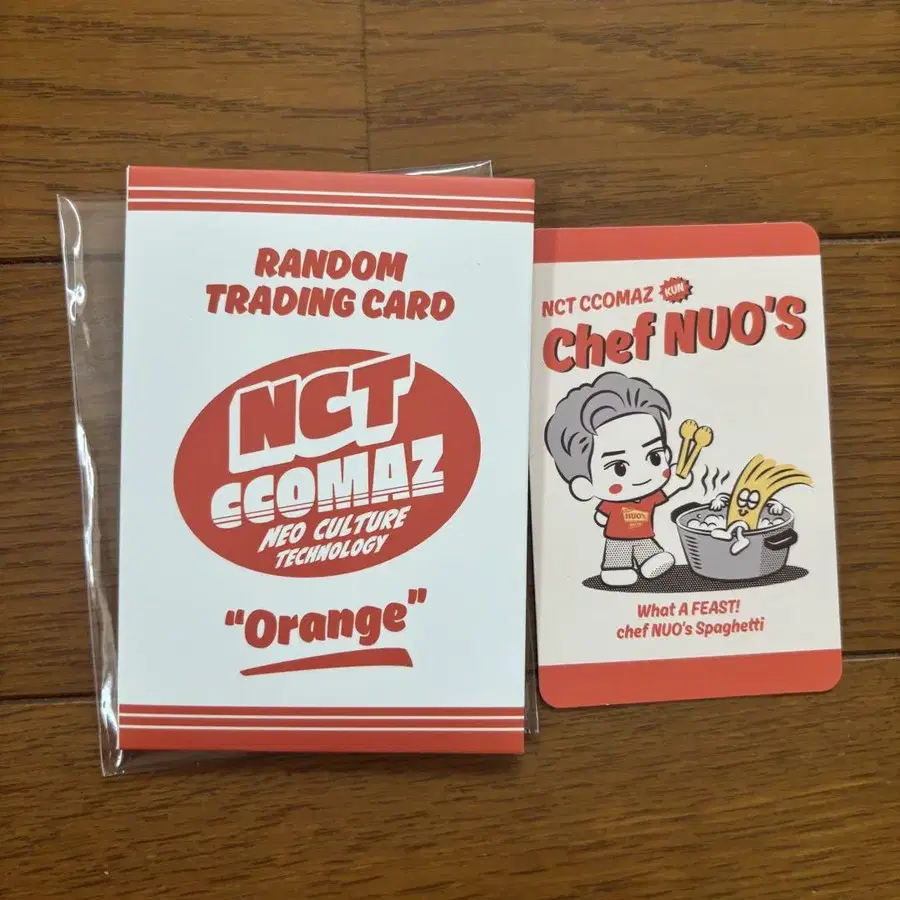 RANDOM
TRADING CARD
NCT
CCOMAZ
NEO CULTURE
TECHNOLOGY
"Orange"
NCT CCOMAZ KUN
Chef NUO'S
NUO's
What A FEAST!
chef NUO's Spaghetti